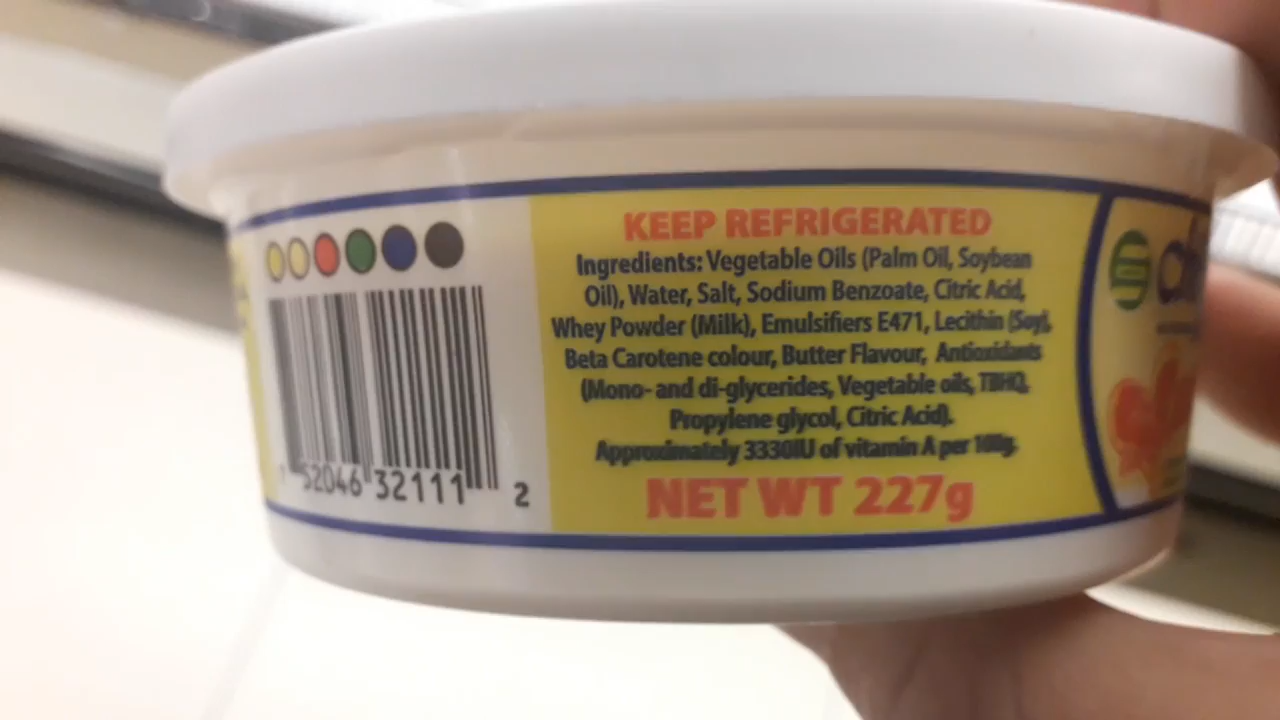 KEEP REFRIGERATED
Ingredients: Vegetable Oils (Palm Oil, Soybean
Oil), Water, Salt, Sodium Benzoate, Citric Acid,
Whey Powder (Milk), Emulsifiers E471, Lecithin (Soy),
Beta Carotene colour, Butter Flavour, Antioxidants
(Mono- and di-glycerides, Vegetable oils, TBHQ,
Propylene glycol, Citric Acid).
Approximately 3330IU of vitamin A per 100g.
NET WT 227g
52046 32111 2